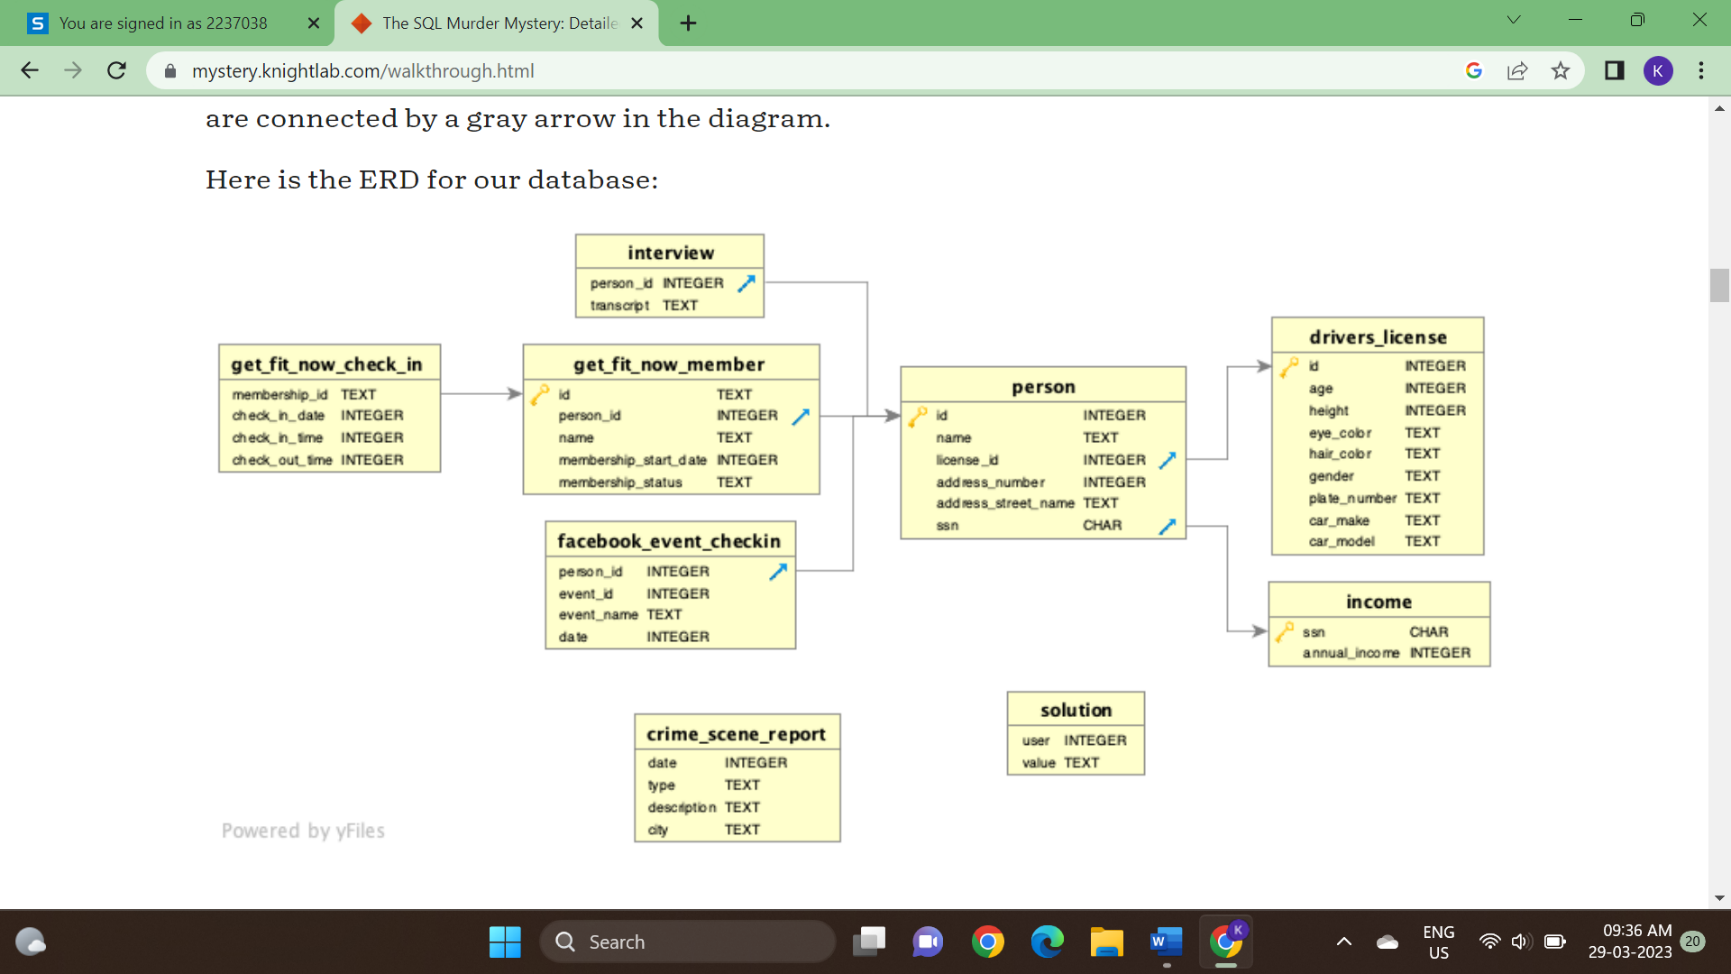 You are signed in as 2237038
The SQL Murder Mystery: Detaile
mystery.knightlab.com/walkthrough.html
K
are connected by a gray arrow in the diagram.
Here is the ERD for our database:
interview
person_id INTEGER
transcript TEXT
get_fit_now_check_in
membership_id TEXT
check_in_date INTEGER
check_in_time INTEGER
check_out_time INTEGER
get_fit_now_member
id TEXT
person_id INTEGER
name TEXT
membership_start_date INTEGER
membership_status TEXT
facebook_event_checkin
person_id INTEGER
event_id INTEGER
event_name TEXT
date INTEGER
person
id INTEGER
name TEXT
license_id INTEGER
address_number INTEGER
address_street_name TEXT
ssn CHAR
drivers_license
id INTEGER
age INTEGER
height INTEGER
eye_color TEXT
hair_color TEXT
gender TEXT
plate_number TEXT
car_make TEXT
car_model TEXT
income
ssn CHAR
annual_income INTEGER
solution
user INTEGER
value TEXT
crime_scene_report
date INTEGER
type TEXT
description TEXT
city TEXT
Powered by yFiles
Search
W
K
ENG
US
09:36 AM
29-03-2023
20